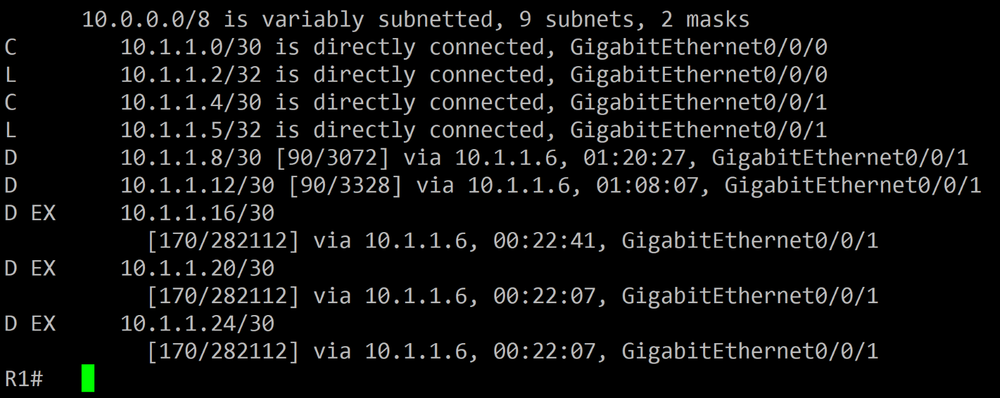 10.0.0.0/8 is variably subnetted, 9 subnets, 2 masks
C 10.1.1.0/30 is directly connected, GigabitEthernet0/0/0
L 10.1.1.2/32 is directly connected, GigabitEthernet0/0/0
C 10.1.1.4/30 is directly connected, GigabitEthernet0/0/1
L 10.1.1.5/32 is directly connected, GigabitEthernet0/0/1
D 10.1.1.8/30 [90/3072] via 10.1.1.6, 01:20:27, GigabitEthernet0/0/1
D 10.1.1.12/30 [90/3328] via 10.1.1.6, 01:08:07, GigabitEthernet0/0/1
D EX 10.1.1.16/30
[170/282112] via 10.1.1.6, 00:22:41, GigabitEthernet0/0/1
D EX 10.1.1.20/30
[170/282112] via 10.1.1.6, 00:22:07, GigabitEthernet0/0/1
D EX 10.1.1.24/30
[170/282112] via 10.1.1.6, 00:22:07, GigabitEthernet0/0/1
R1#